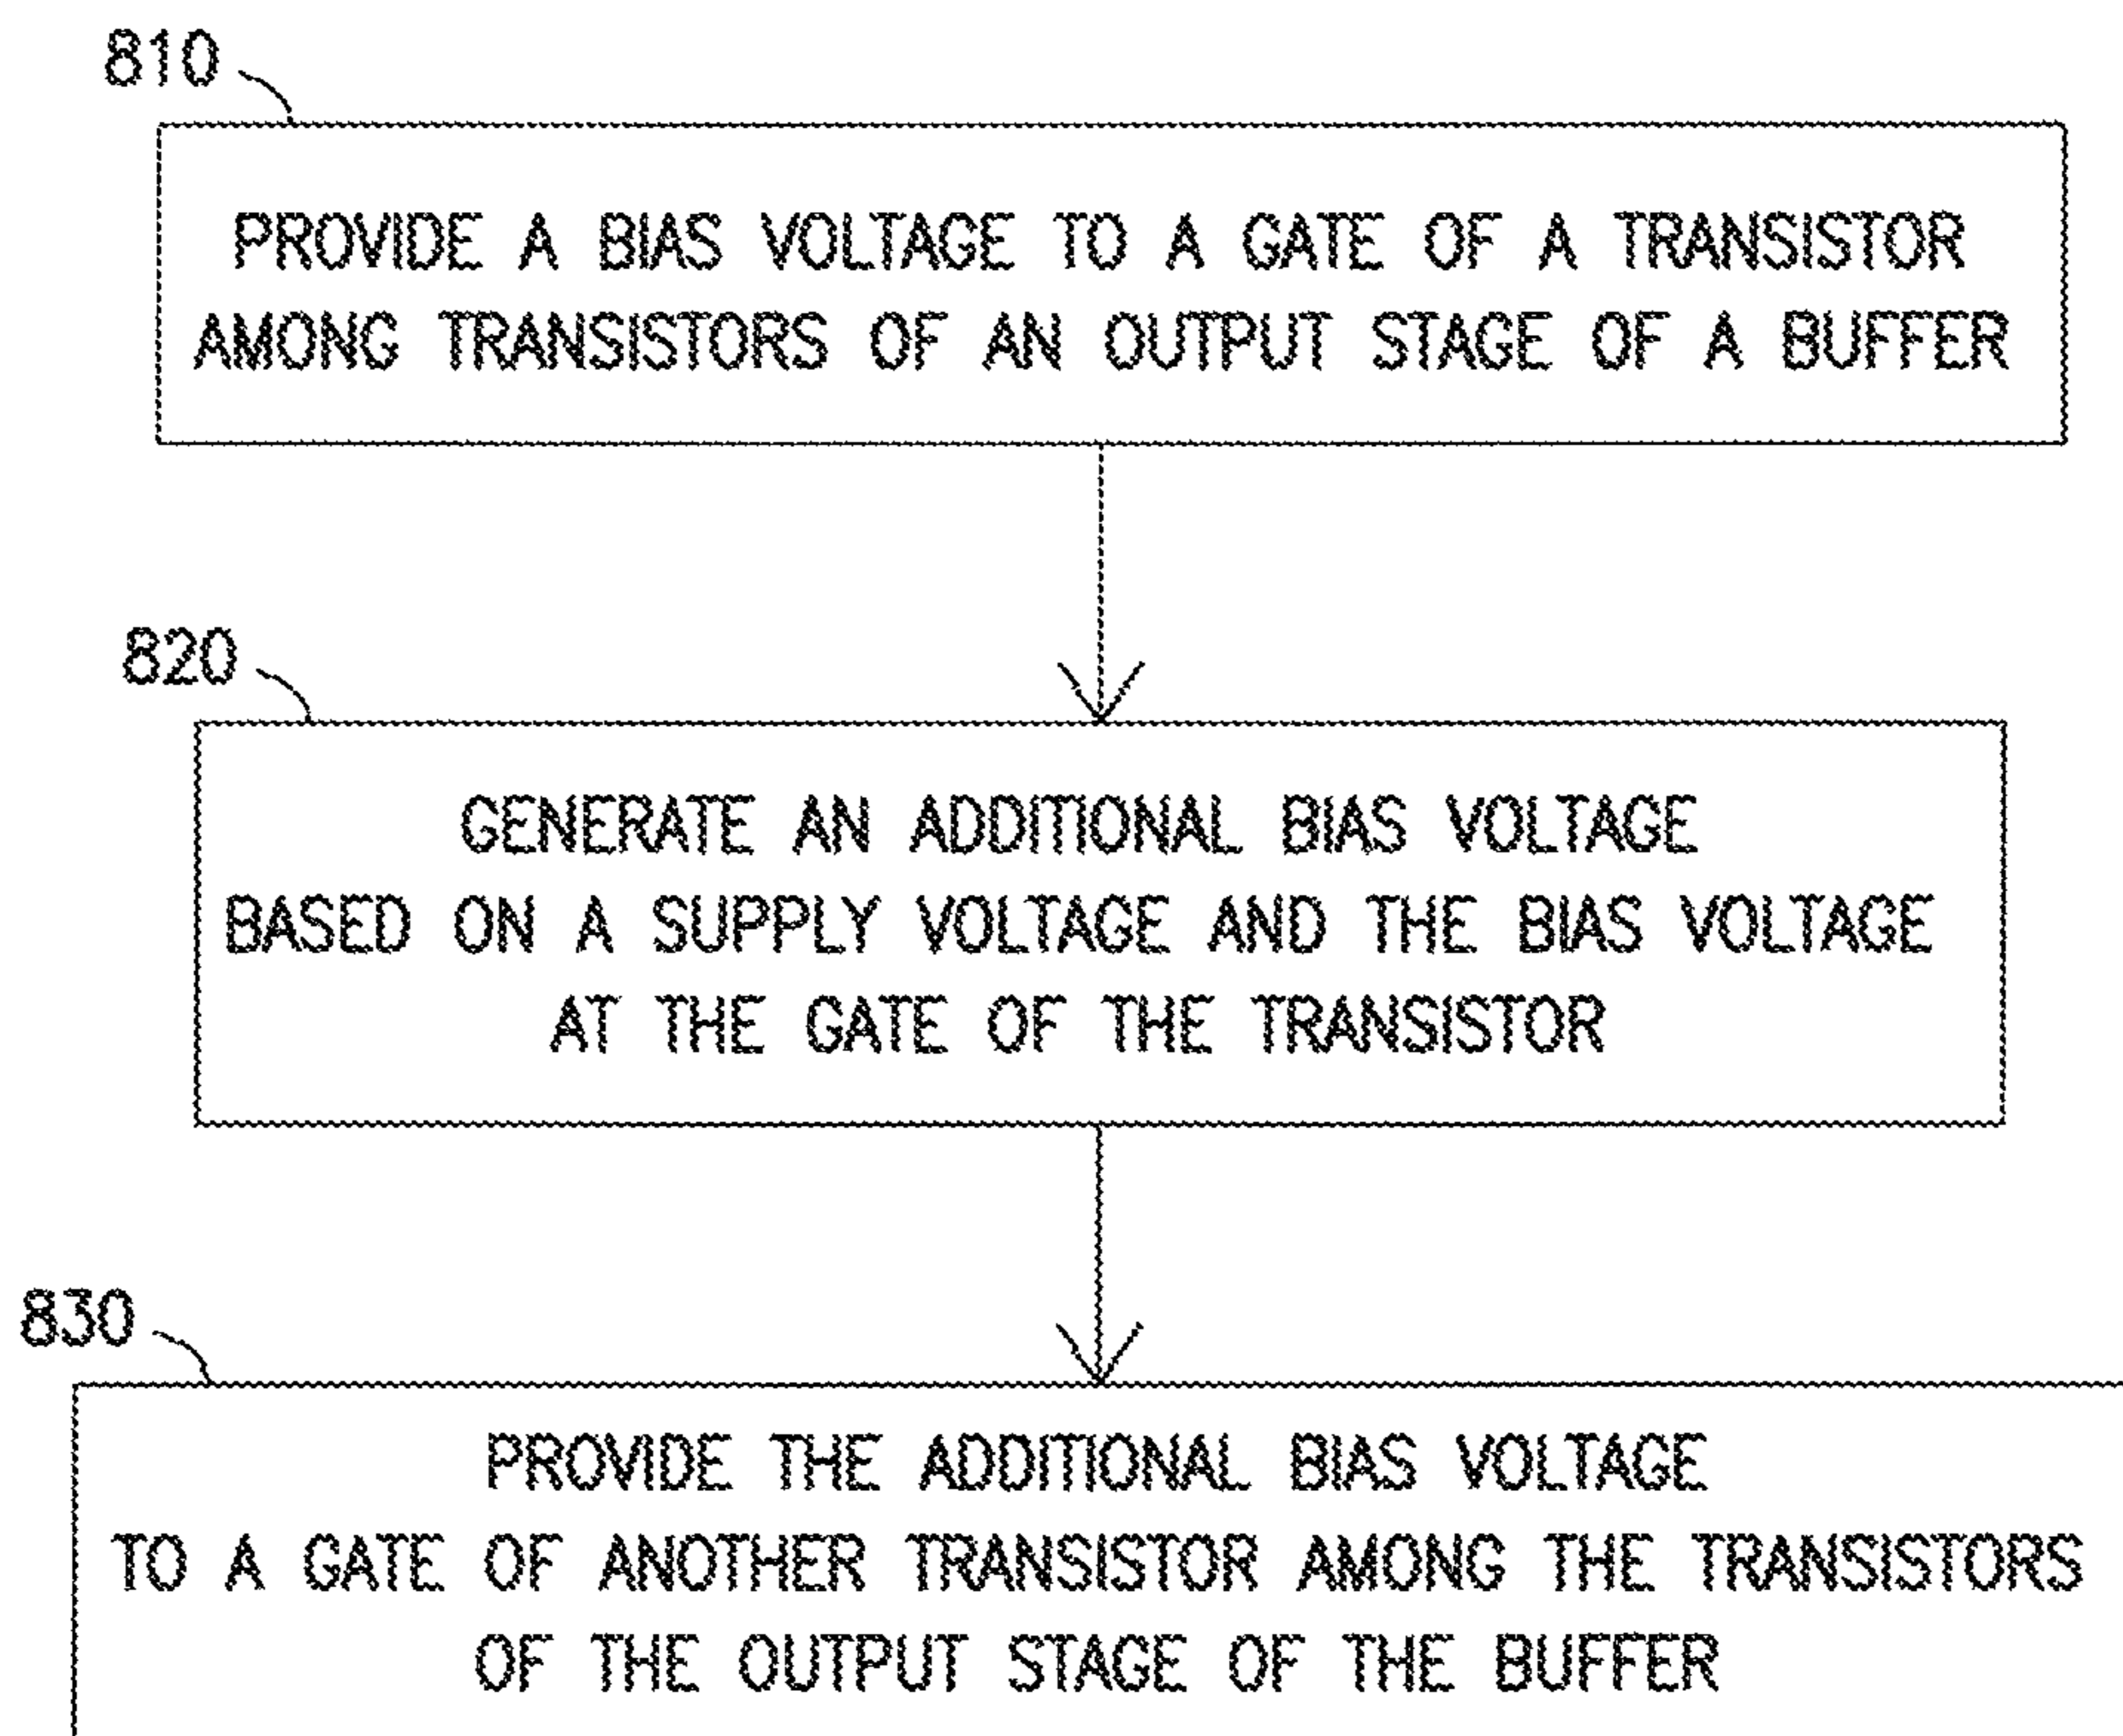 810
PROVIDE A BIAS VOLTAGE TO A GATE OF A TRANSISTOR
AMONG TRANSISTORS OF AN OUTPUT STAGE OF A BUFFER
820
GENERATE AN ADDITIONAL BIAS VOLTAGE
BASED ON A SUPPLY VOLTAGE AND THE BIAS VOLTAGE
AT THE GATE OF THE TRANSISTOR
830
PROVIDE THE ADDITIONAL BIAS VOLTAGE
TO A GATE OF ANOTHER TRANSISTOR AMONG THE TRANSISTORS
OF THE OUTPUT STAGE OF THE BUFFER